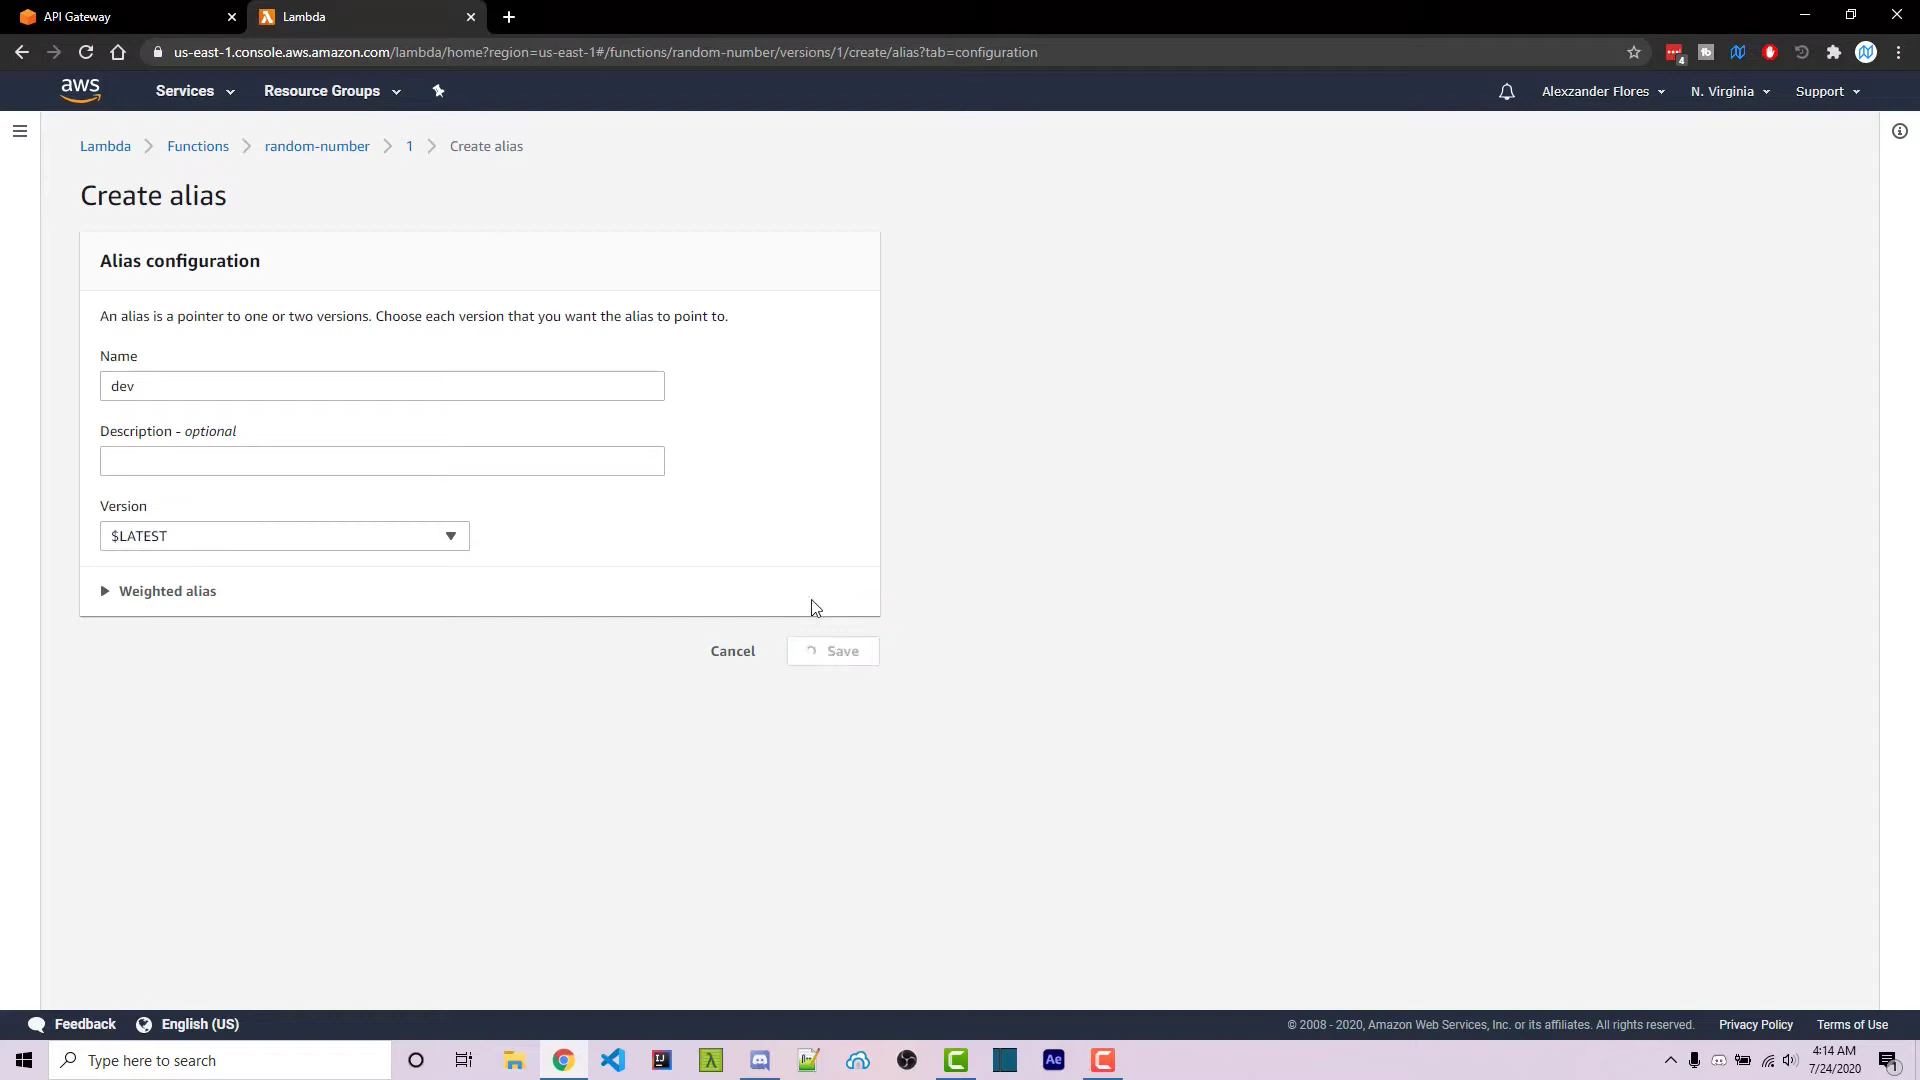 API Gateway
Lambda
us-east-1.console.aws.amazon.com/lambda/home?region=us-east-1#/functions/random-number/versions/1/create/alias?tab=configuration
4
aws
Services
Resource Groups
Alexzander Flores
N. Virginia
Support
Lambda
Functions
random-number
1
Create alias
Create alias
Alias configuration
An alias is a pointer to one or two versions. Choose each version that you want the alias to point to.
Name
dev
Description - optional
Version
$LATEST
Weighted alias
Cancel
Save
Feedback
English (US)
© 2008 - 2020, Amazon Web Services, Inc. or its affiliates. All rights reserved.
Privacy Policy
Terms of Use
Type here to search
IJ
λ
Ae
4:14 AM
7/24/2020
1